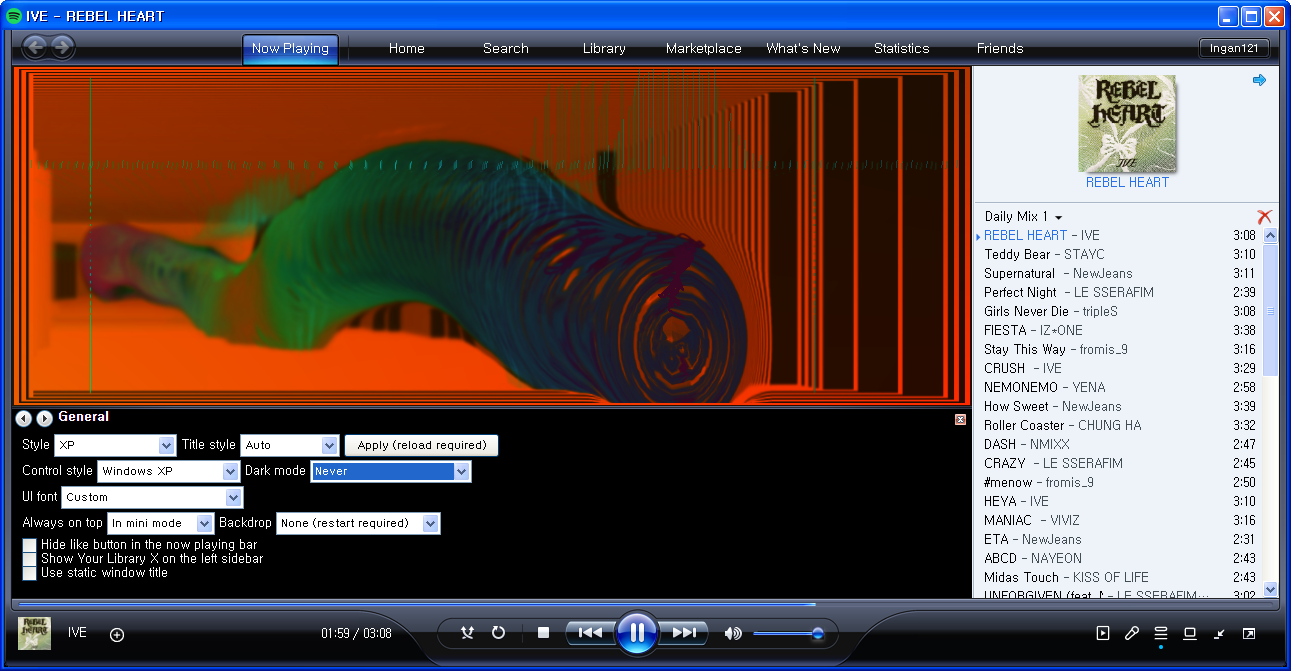 IVE - REBEL HEART
Now Playing Home Search Library Marketplace What's New Statistics Friends Ingan121
REBEL HEART
IVE
REBEL HEART
Daily Mix 1
REBEL HEART - IVE 3:08
Teddy Bear - STAYC 3:10
Supernatural - NewJeans 3:11
Perfect Night - LE SSERAFIM 2:39
Girls Never Die - tripleS 3:08
FIESTA - IZ*ONE 3:38
Stay This Way - fromis_9 3:16
CRUSH - IVE 3:29
NEMONEMO - YENA 2:58
How Sweet - NewJeans 3:39
Roller Coaster - CHUNG HA 3:32
DASH - NMIXX 2:47
CRAZY - LE SSERAFIM 2:45
#menow - fromis_9 2:50
HEYA - IVE 3:10
MANIAC - VIVIZ 3:16
ETA - NewJeans 2:31
ABCD - NAYEON 2:43
Midas Touch - KISS OF LIFE 2:43
UNFORGIVEN (feat. - LE SSERAFIM… 3:02
General
Style XP Title style Auto Apply (reload required)
Control style Windows XP Dark mode Never
UI font Custom
Always on top In mini mode Backdrop None (restart required)
Hide like button in the now playing bar
Show Your Library X on the left sidebar
Use static window title
REBEL HEART
IVE 01:59 / 03:08